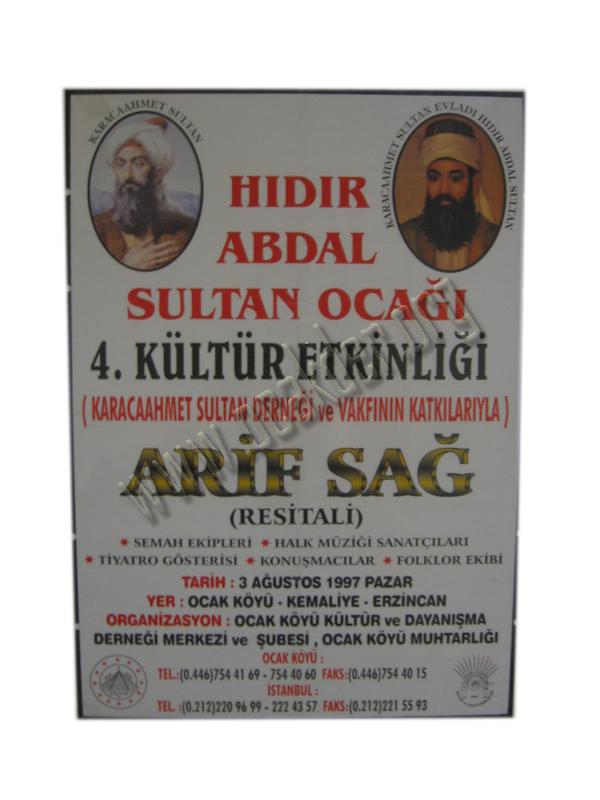 KARACAAHMET SULTAN
KARACAAHMET SULTAN EVLADI HIDIR ABDAL SULTAN
HIDIR
ABDAL
SULTAN OCAĞI
4. KÜLTÜR ETKİNLİĞİ
( KARACAAHMET SULTAN DERNEĞİ ve VAKFININ KATKILARIYLA )
ARİF SAĞ
(RESİTALİ)
* SEMAH EKİPLERİ * HALK MÜZİĞİ SANATÇILARI
* TİYATRO GÖSTERİSİ * KONUŞMACILAR * FOLKLOR EKİBİ
TARİH : 3 AĞUSTOS 1997 PAZAR
YER : OCAK KÖYÜ - KEMALİYE - ERZİNCAN
ORGANİZASYON : OCAK KÖYÜ KÜLTÜR ve DAYANIŞMA
DERNEĞİ MERKEZİ ve ŞUBESİ , OCAK KÖYÜ MUHTARLIĞI
OCAK KÖYÜ :
TEL.:(0.446)754 41 69 - 754 40 60 FAKS:(0.446)754 40 15
İSTANBUL :
TEL. :(0.212)220 96 99 - 222 43 57 FAKS:(0.212)221 55 93